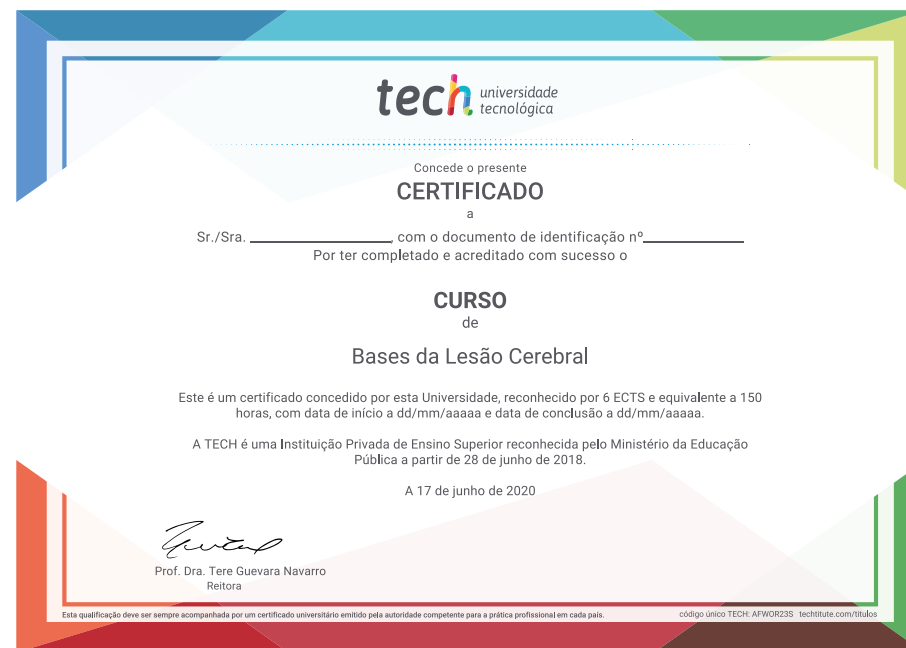 tech universidade
tecnológica
Concede o presente
CERTIFICADO
a
Sr./Sra. ____________________, com o documento de identificação nº______________
Por ter completado e acreditado com sucesso o
CURSO
de
Bases da Lesão Cerebral
Este é um certificado concedido por esta Universidade, reconhecido por 6 ECTS e equivalente a 150
horas, com data de início a dd/mm/aaaaa e data de conclusão a dd/mm/aaaaa.
A TECH é uma Instituição Privada de Ensino Superior reconhecida pelo Ministério da Educação
Pública a partir de 28 de junho de 2018.
A 17 de junho de 2020
Prof. Dra. Tere Guevara Navarro
Reitora
Esta qualificação deve ser sempre acompanhada por um certificado universitário emitido pela autoridade competente para a prática profissional em cada país.
código único TECH: AFWOR23S techtitute.com/titulos